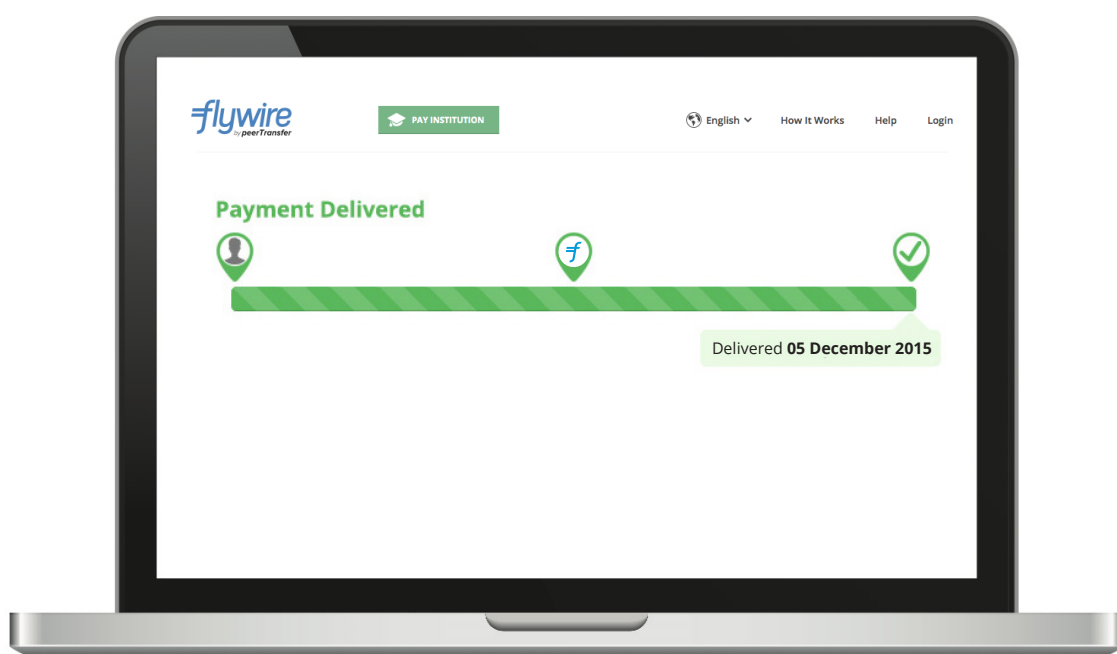 flywire
by peerTransfer
PAY INSTITUTION
English
How It Works
Help
Login
Payment Delivered
Delivered 05 December 2015